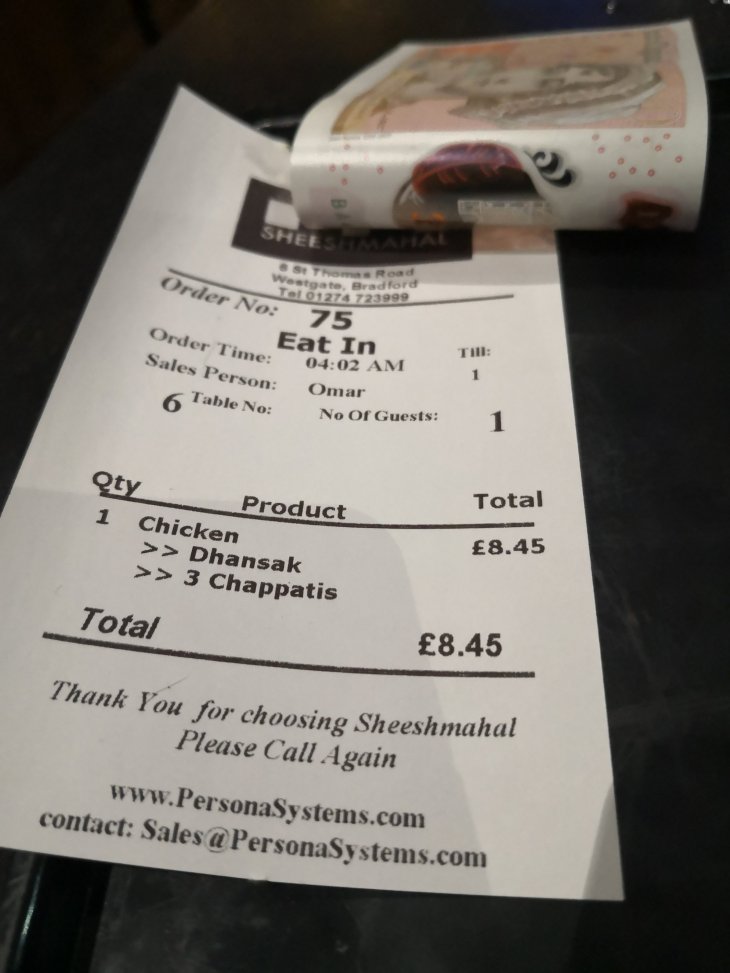 SHEESHMAHAL
6 St Thomas Road
Westgate, Bradford
Tel 01274 723999
Order No: 75
Eat In
Order Time: 04:02 AM Till:
Sales Person: Omar 1
6 Table No: No Of Guests: 1
Qty Product Total
1 Chicken £8.45
>> Dhansak
>> 3 Chappatis
Total £8.45
Thank You for choosing Sheeshmahal
Please Call Again
www.PersonaSystems.com
contact: Sales@PersonaSystems.com